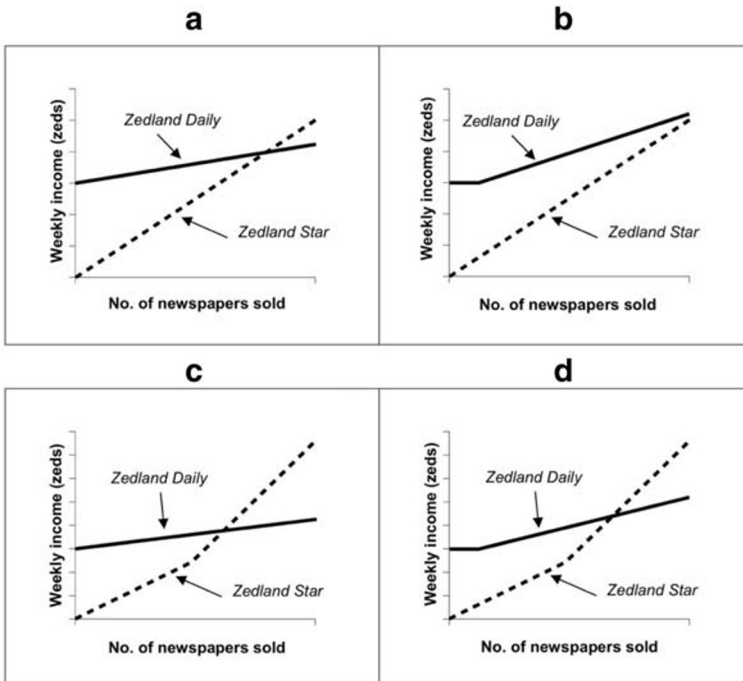 a
b
Weekly income (zeds)
Zedland Daily
Zedland Star
No. of newspapers sold
Weekly income (zeds)
Zedland Daily
Zedland Star
No. of newspapers sold
c
d
Weekly income (zeds)
Zedland Daily
Zedland Star
No. of newspapers sold
Weekly income (zeds)
Zedland Daily
Zedland Star
No. of newspapers sold